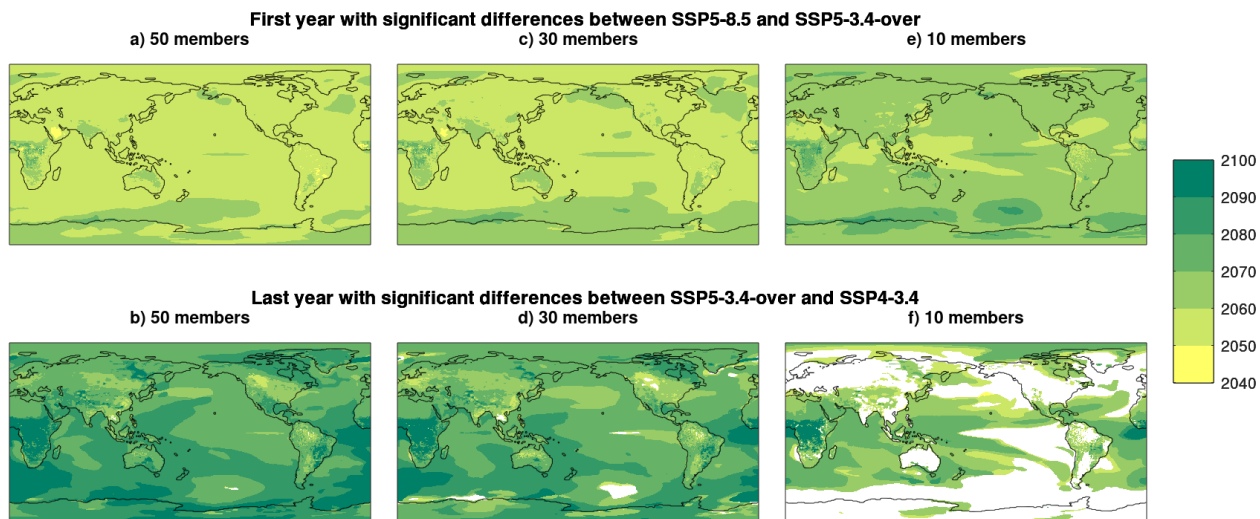 First year with significant differences between SSP5-8.5 and SSP5-3.4-over
a) 50 members
c) 30 members
e) 10 members
Last year with significant differences between SSP5-3.4-over and SSP4-3.4
b) 50 members
d) 30 members
f) 10 members
2100
2090
2080
2070
2060
2050
2040